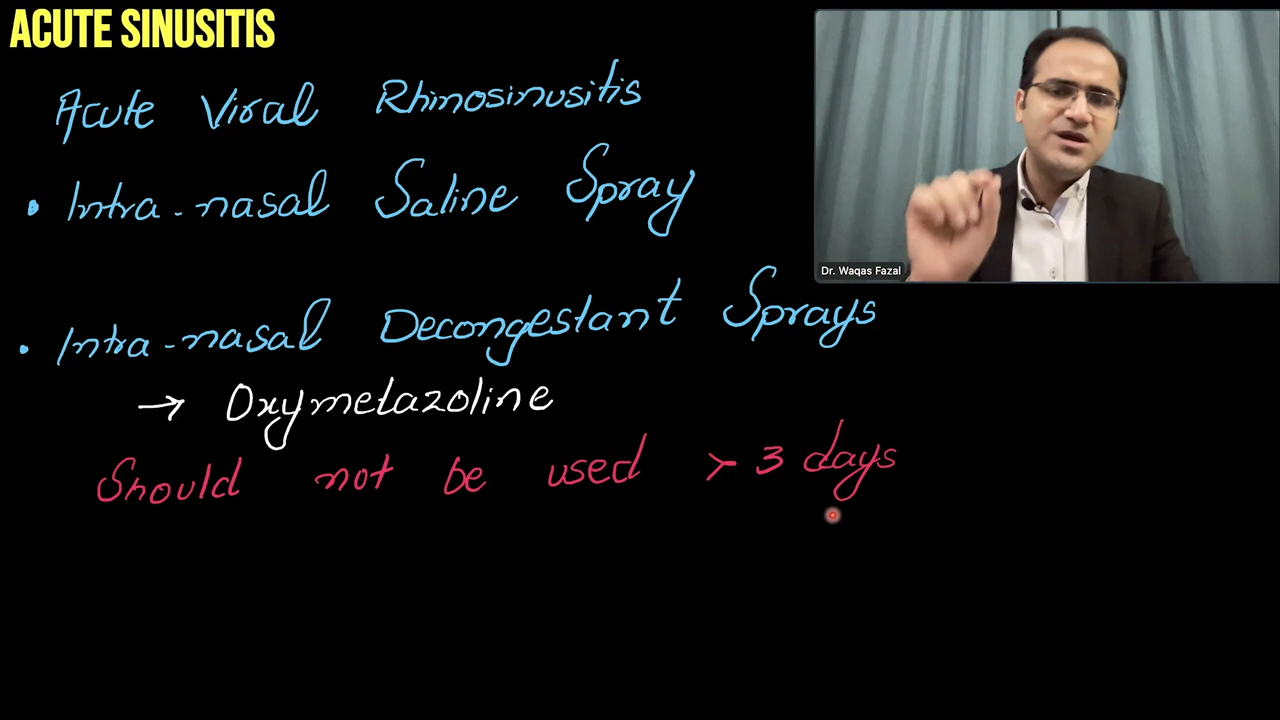 ACUTE SINUSITIS
Acute Viral Rhinosinusitis
• Intra-nasal Saline Spray
• Intra-nasal Decongestant Sprays
→ Oxymetazoline
Should not be used > 3 days
Dr. Waqas Fazal